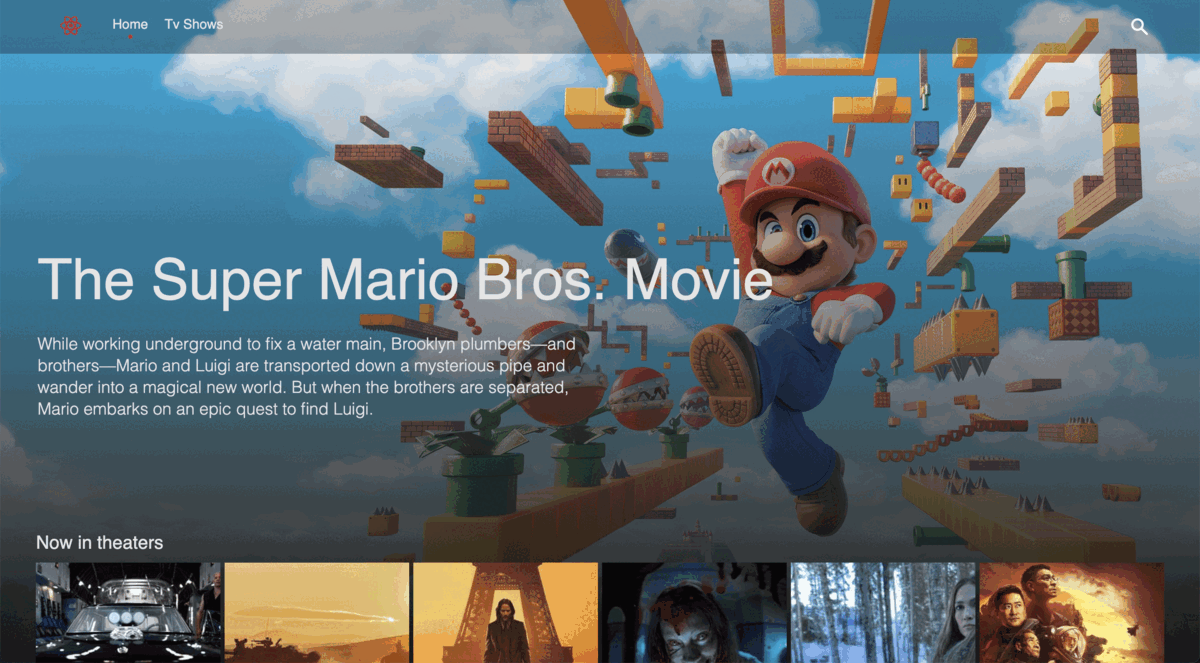 Home Tv Shows
M
The Super Mario Bros. Movie
While working underground to fix a water main, Brooklyn plumbers—and
brothers—Mario and Luigi are transported down a mysterious pipe and
wander into a magical new world. But when the brothers are separated,
Mario embarks on an epic quest to find Luigi.
Now in theaters